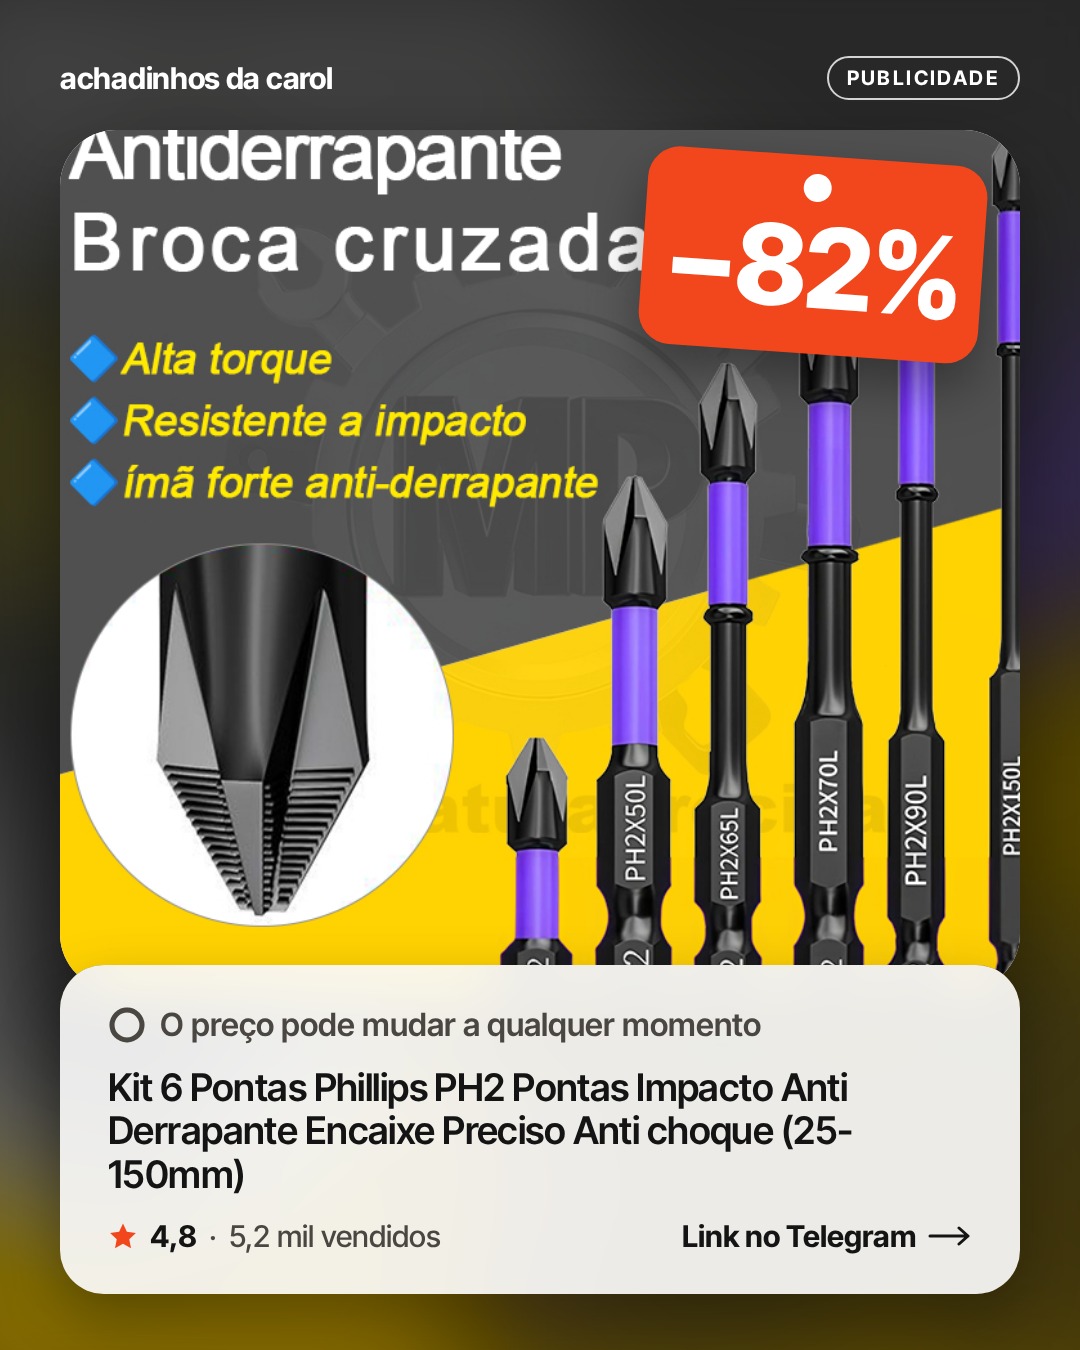 achadinhos da carol
PUBLICIDADE
Antiderrapante
Broca cruzada
-82%
Alta torque
Resistente a impacto
ímã forte anti-derrapante
PH2X50L
PH2X65L
PH2X70L
PH2X90L
PH2X150L
O preço pode mudar a qualquer momento
Kit 6 Pontas Phillips PH2 Pontas Impacto Anti
Derrapante Encaixe Preciso Anti choque (25-
150mm)
4,8 · 5,2 mil vendidos
Link no Telegram →